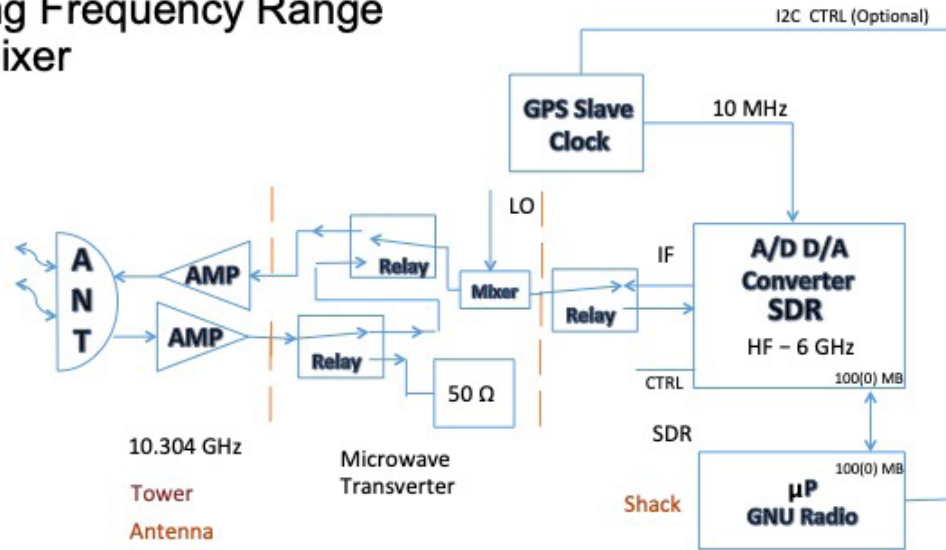 ng Frequency Range
ixer
I2C CTRL (Optional)
GPS Slave
Clock
10 MHz
LO
A
N
T
AMP
AMP
Relay
Relay
Mixer
Relay
50 Ω
IF
A/D D/A
Converter
SDR
HF – 6 GHz
100(0) MB
CTRL
SDR
100(0) MB
μP
GNU Radio
10.304 GHz
Tower
Antenna
Microwave
Transverter
Shack